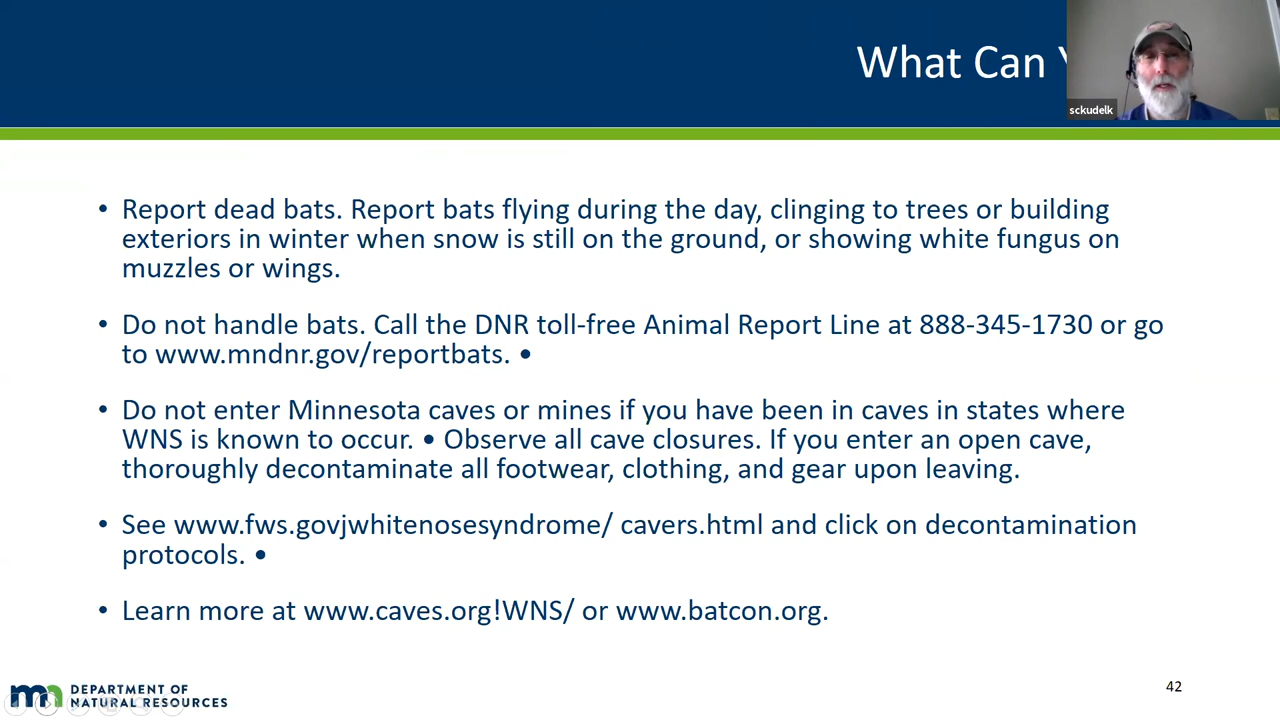 What Can
sckudelk
• Report dead bats. Report bats flying during the day, clinging to trees or building
exteriors in winter when snow is still on the ground, or showing white fungus on
muzzles or wings.
• Do not handle bats. Call the DNR toll-free Animal Report Line at 888-345-1730 or go
to www.mndnr.gov/reportbats. •
• Do not enter Minnesota caves or mines if you have been in caves in states where
WNS is known to occur. • Observe all cave closures. If you enter an open cave,
thoroughly decontaminate all footwear, clothing, and gear upon leaving.
• See www.fws.govjwhitenosesyndrome/ cavers.html and click on decontamination
protocols. •
• Learn more at www.caves.org!WNS/ or www.batcon.org.
mn DEPARTMENT OF
NATURAL RESOURCES
42